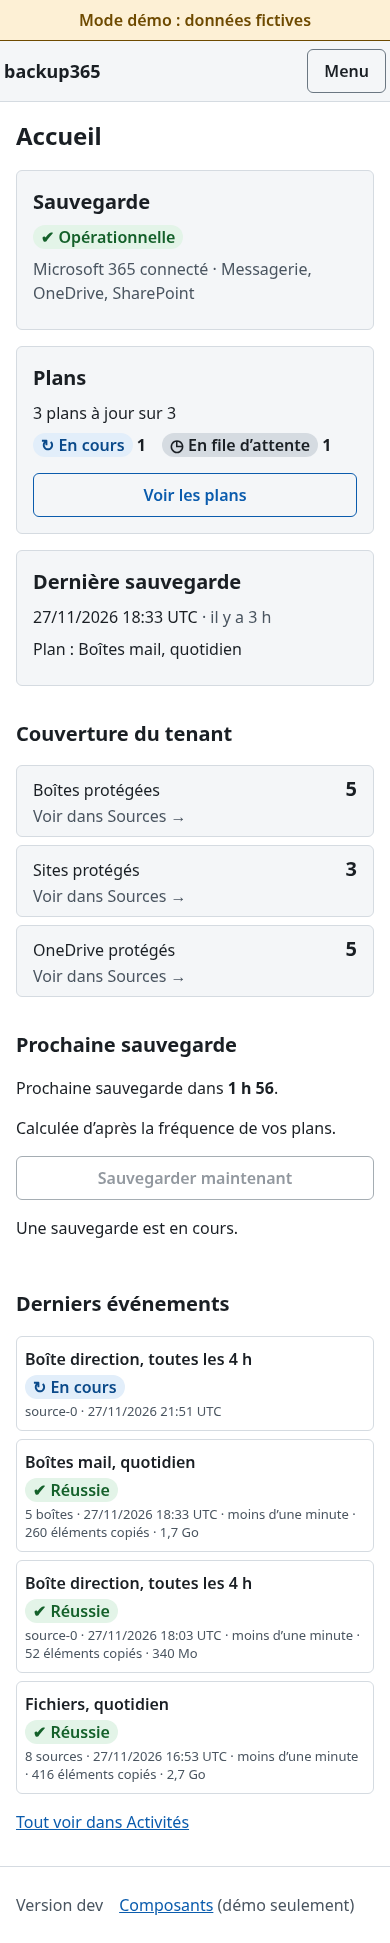 Mode démo : données fictives
backup365
Menu
Accueil
Sauvegarde
✔ Opérationnelle
Microsoft 365 connecté · Messagerie,
OneDrive, SharePoint
Plans
3 plans à jour sur 3
↻ En cours 1 ◷ En file d’attente 1
Voir les plans
Dernière sauvegarde
27/11/2026 18:33 UTC · il y a 3 h
Plan : Boîtes mail, quotidien
Couverture du tenant
Boîtes protégées 5
Voir dans Sources →
Sites protégés 3
Voir dans Sources →
OneDrive protégés 5
Voir dans Sources →
Prochaine sauvegarde
Prochaine sauvegarde dans 1 h 56.
Calculée d’après la fréquence de vos plans.
Sauvegarder maintenant
Une sauvegarde est en cours.
Derniers événements
Boîte direction, toutes les 4 h
↻ En cours
source-0 · 27/11/2026 21:51 UTC
Boîtes mail, quotidien
✔ Réussie
5 boîtes · 27/11/2026 18:33 UTC · moins d’une minute ·
260 éléments copiés · 1,7 Go
Boîte direction, toutes les 4 h
✔ Réussie
source-0 · 27/11/2026 18:03 UTC · moins d’une minute ·
52 éléments copiés · 340 Mo
Fichiers, quotidien
✔ Réussie
8 sources · 27/11/2026 16:53 UTC · moins d’une minute
· 416 éléments copiés · 2,7 Go
Tout voir dans Activités
Version dev Composants (démo seulement)